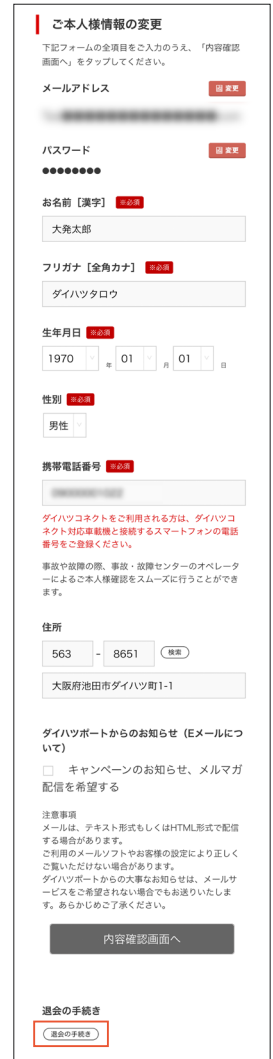 ご本人様情報の変更
下記フォームの全項目をご入力のうえ、「内容確認
画面へ」をタップしてください。
メールアドレス 変更
パスワード 変更
●●●●●●●●
お名前［漢字］ ※必須
大発太郎
フリガナ［全角カナ］ ※必須
ダイハツタロウ
生年月日 ※必須
1970 年 01 月 01 日
性別 ※必須
男性
携帯電話番号 ※必須
ダイハツコネクトをご利用される方は、ダイハツコ
ネクト対応車載機と接続するスマートフォンの電話
番号をご登録ください。
事故や故障の際、事故・故障センターのオペレータ
ーによるご本人様確認をスムーズに行うことができ
ます。
住所
563 - 8651 検索
大阪府池田市ダイハツ町1-1
ダイハツポートからのお知らせ（Eメールにつ
いて）
キャンペーンのお知らせ、メルマガ
配信を希望する
注意事項
メールは、テキスト形式もしくはHTML形式で配信
する場合があります。
ご利用のメールソフトやお客様の設定により正しく
ご覧いただけない場合があります。
ダイハツポートからの大事なお知らせは、メールサ
ービスをご希望されない場合でもお送りいたしま
す。あらかじめご了承ください。
内容確認画面へ
退会の手続き
退会の手続き